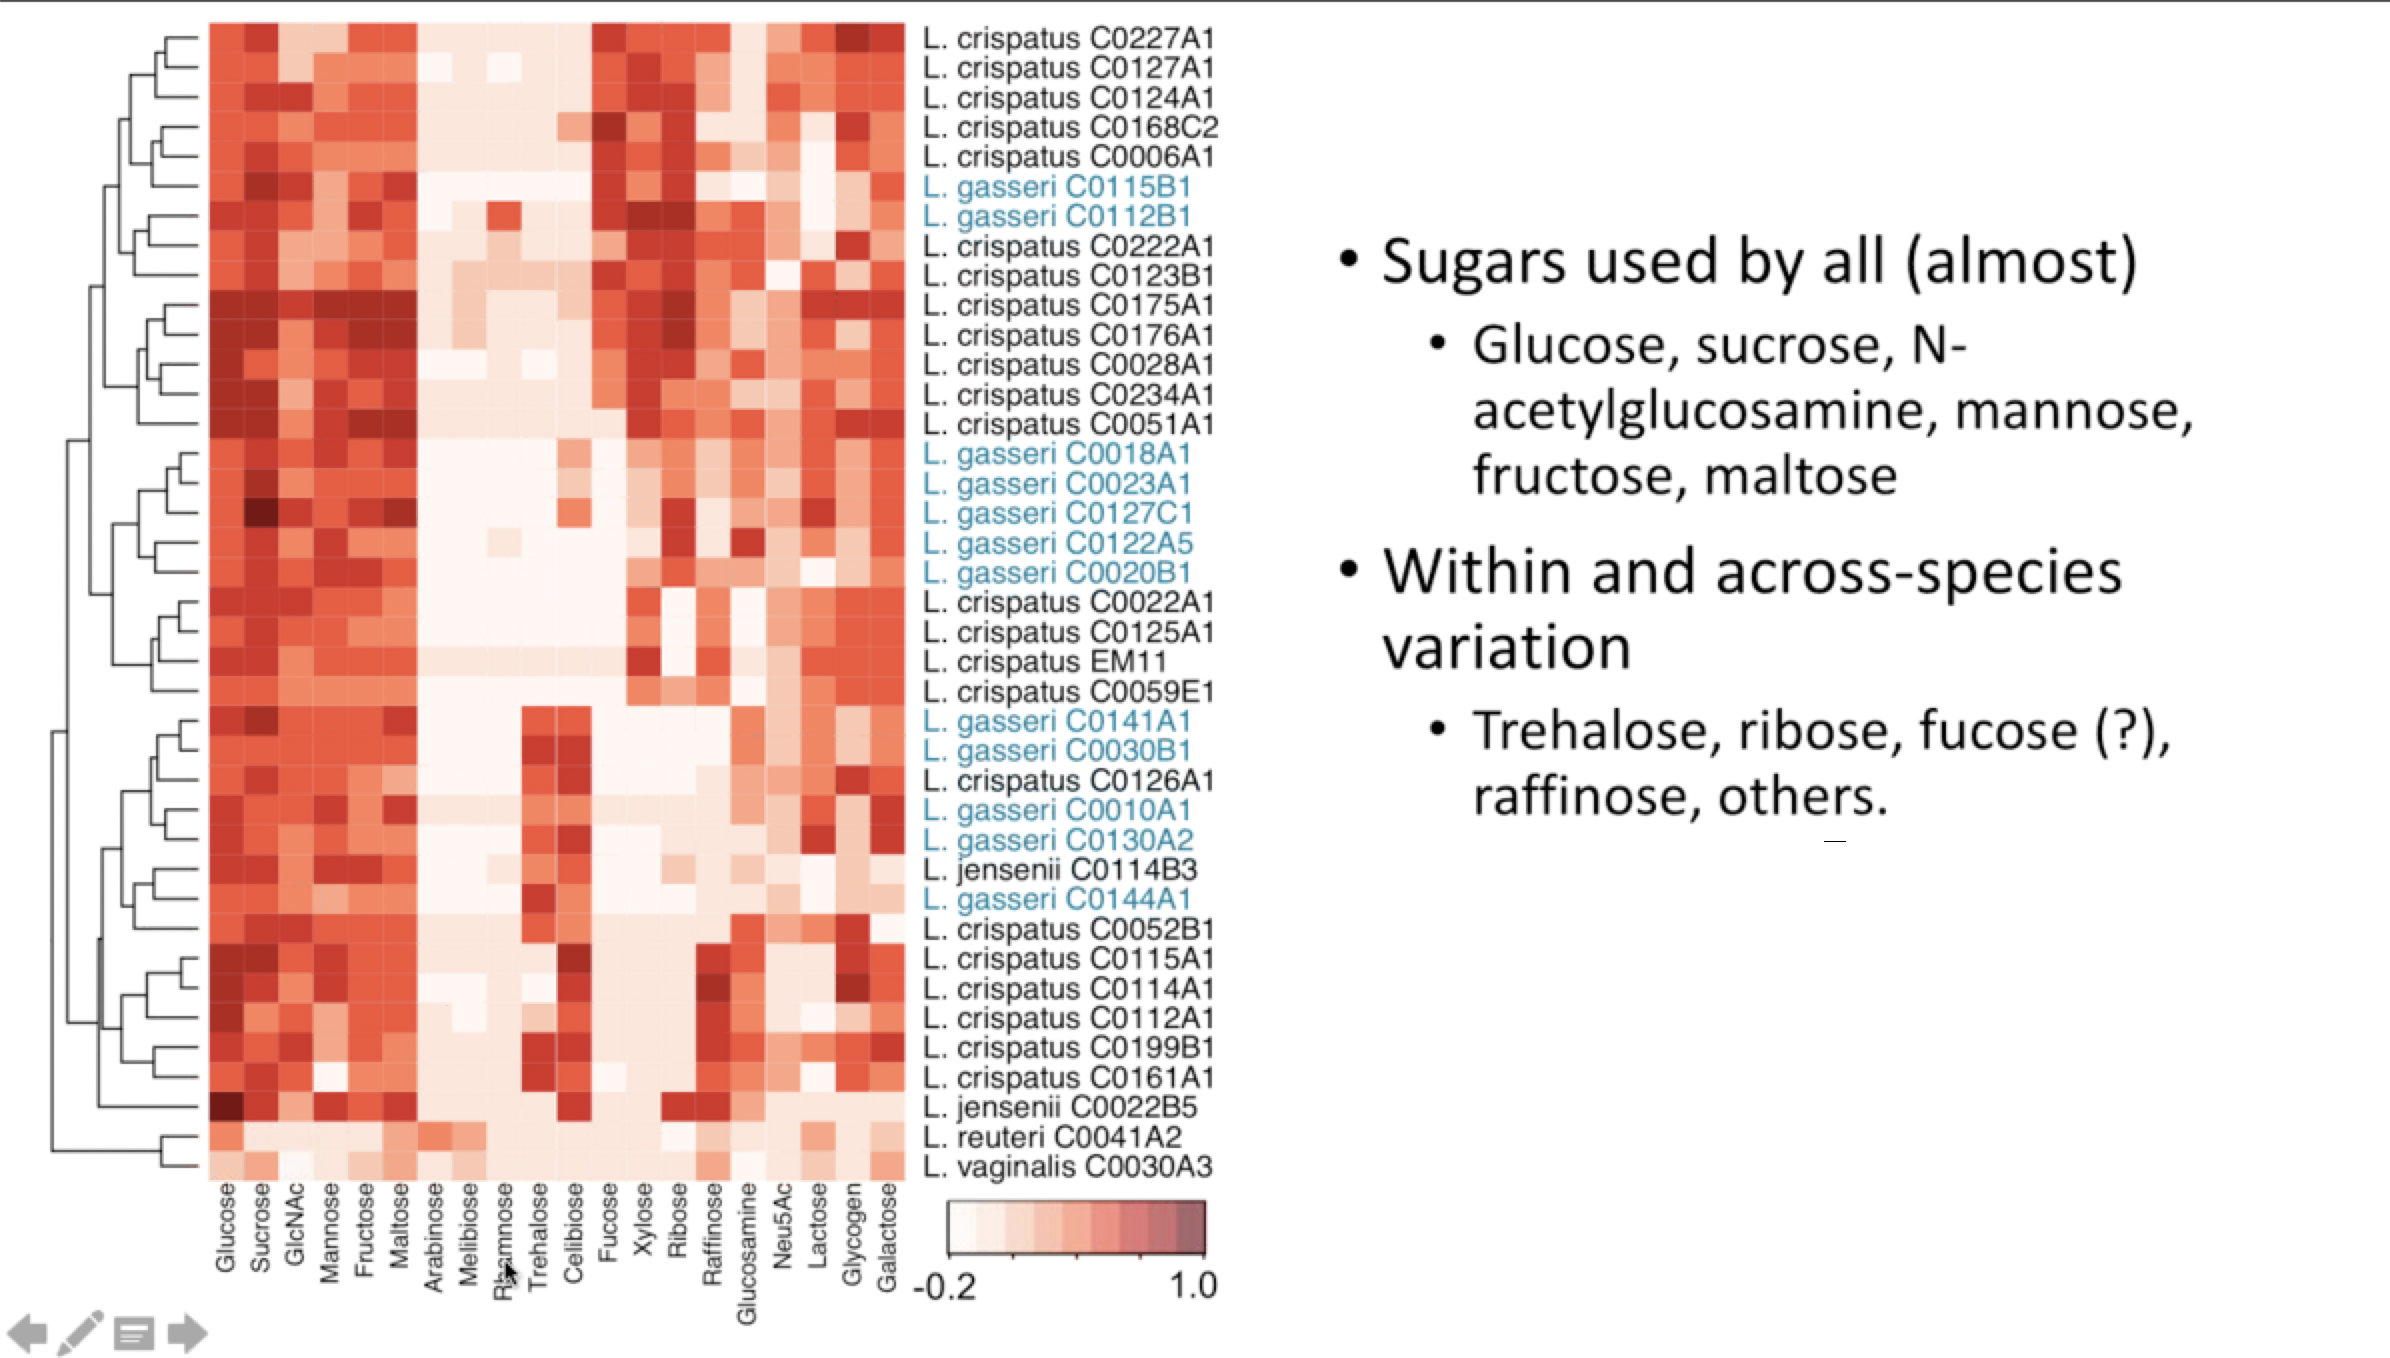 L. crispatus C0227A1
L. crispatus C0127A1
L. crispatus C0124A1
L. crispatus C0168C2
L. crispatus C0006A1
L. gasseri C0115B1
L. gasseri C0112B1
L. crispatus C0222A1
L. crispatus C0123B1
L. crispatus C0175A1
L. crispatus C0176A1
L. crispatus C0028A1
L. crispatus C0234A1
L. crispatus C0051A1
L. gasseri C0018A1
L. gasseri C0023A1
L. gasseri C0127C1
L. gasseri C0122A5
L. gasseri C0020B1
L. crispatus C0022A1
L. crispatus C0125A1
L. crispatus EM11
L. crispatus C0059E1
L. gasseri C0141A1
L. gasseri C0030B1
L. crispatus C0126A1
L. gasseri C0010A1
L. gasseri C0130A2
L. jensenii C0114B3
L. gasseri C0144A1
L. crispatus C0052B1
L. crispatus C0115A1
L. crispatus C0114A1
L. crispatus C0112A1
L. crispatus C0199B1
L. crispatus C0161A1
L. jensenii C0022B5
L. reuteri C0041A2
L. vaginalis C0030A3
Glucose
Sucrose
GlcNAc
Mannose
Fructose
Maltose
Arabinose
Melibiose
Rhamnose
Trehalose
Celibiose
Fucose
Xylose
Ribose
Raffinose
Glucosamine
Neu5Ac
Lactose
Glycogen
Galactose
-0.2
1.0
• Sugars used by all (almost)
• Glucose, sucrose, N-
acetylglucosamine, mannose,
fructose, maltose
• Within and across-species
variation
• Trehalose, ribose, fucose (?),
raffinose, others.